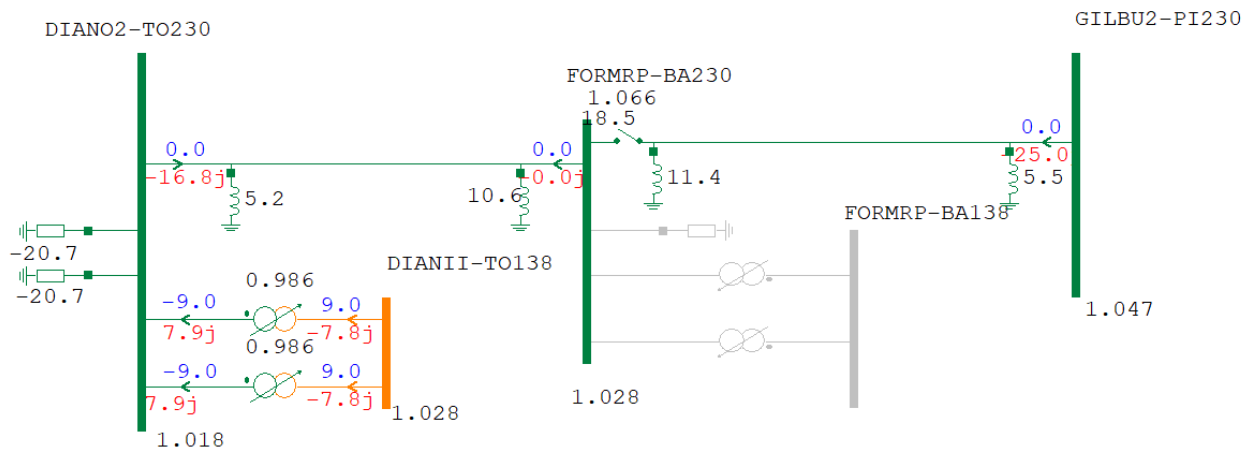 GILBU2-PI230
DIANO2-TO230
FORMRP-BA230
1.066
18.5
0.0
0.0
0.0
-25.0
-16.8j
-0.0j
11.4
5.5
5.2
10.6
FORMRP-BA138
-20.7
DIANII-TO138
-20.7
0.986
-9.0
9.0
1.047
7.9j
-7.8j
0.986
-9.0
9.0
7.9j
-7.8j
1.028
1.028
1.018